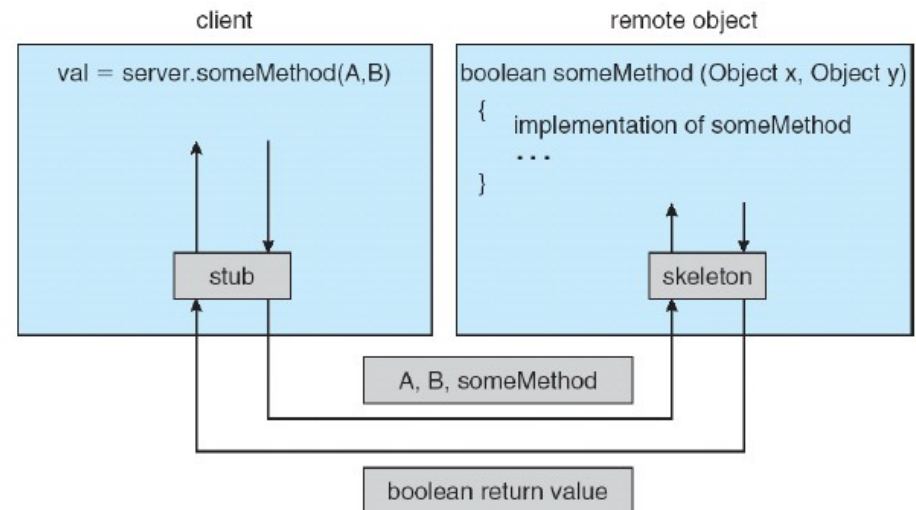 client
remote object
val = server.someMethod(A,B)
boolean someMethod (Object x, Object y)
{
implementation of someMethod
...
}
stub
skeleton
A, B, someMethod
boolean return value